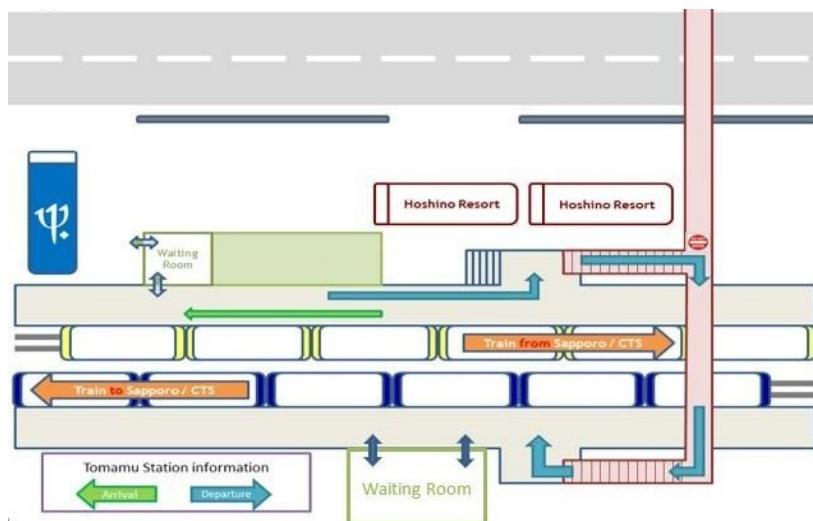 Hoshino Resort
Hoshino Resort
Waiting
Room
Train from Sapporo / CTS
Train to Sapporo / CTS
Tomamu Station information
Arrival
Departure
Waiting Room